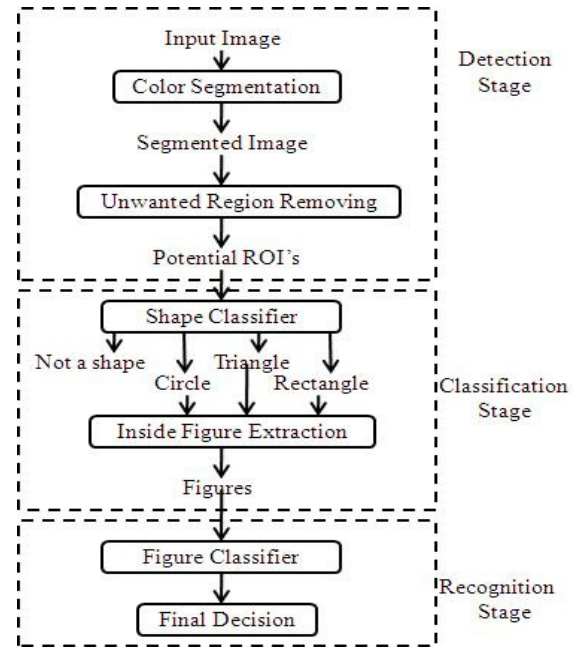 Input Image
Color Segmentation
Segmented Image
Unwanted Region Removing
Potential ROI's
Detection
Stage
Shape Classifier
Not a shape
Circle
Triangle
Rectangle
Inside Figure Extraction
Figures
Classification
Stage
Figure Classifier
Final Decision
Recognition
Stage